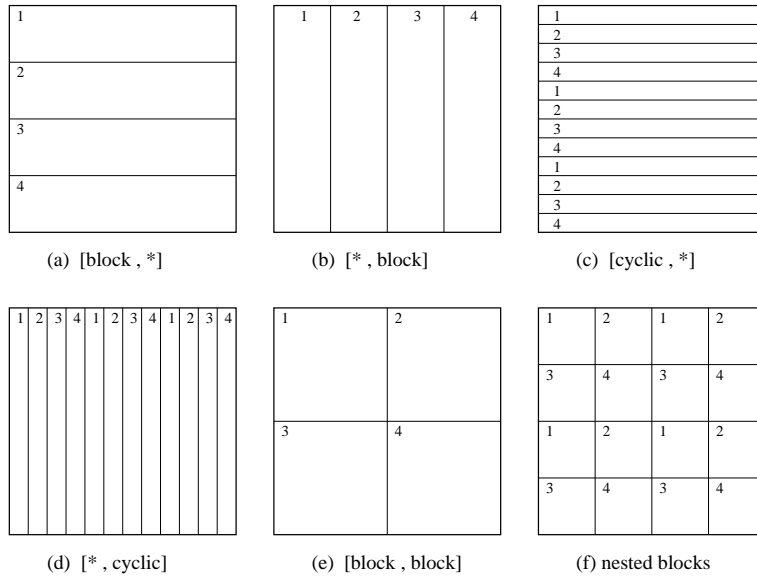 1
2
3
4
(a) [block , *]
1 2 3 4
(b) [* , block]
1
2
3
4
1
2
3
4
1
2
3
4
(c) [cyclic , *]
1 2 3 4 1 2 3 4 1 2 3 4
(d) [* , cyclic]
1 2
3 4
(e) [block , block]
1 2 1 2
3 4 3 4
1 2 1 2
3 4 3 4
(f) nested blocks